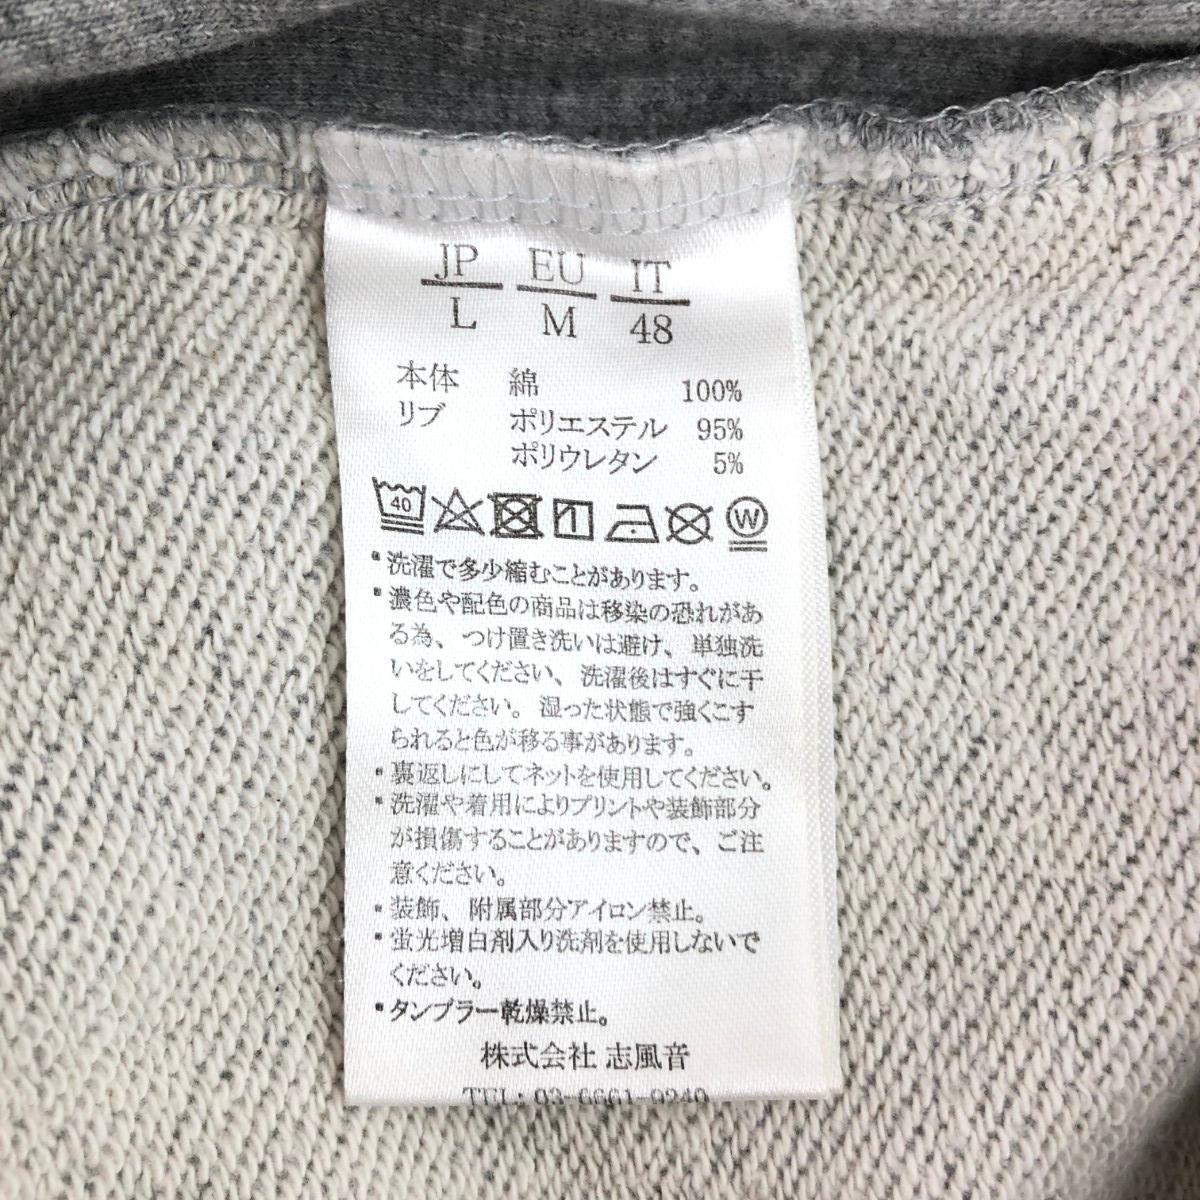 JP EU IT
L M 48
本体 綿 100%
リブ ポリエステル 95%
ポリウレタン 5%
40 W
・洗濯で多少縮むことがあります。
・濃色や配色の商品は移染の恐れがあ
る為、つけ置き洗いは避け、単独洗
いをしてください、洗濯後はすぐに干
してください。湿った状態で強くこす
られると色が移る事があります。
・裏返しにしてネットを使用してください。
・洗濯や着用によりプリントや装飾部分
が損傷することがありますので、ご注
意ください。
・装飾、附属部分アイロン禁止。
・蛍光増白剤入り洗剤を使用しないで
ください。
・タンブラー乾燥禁止。
株式会社 志風音
TEL: 03-6661-9240